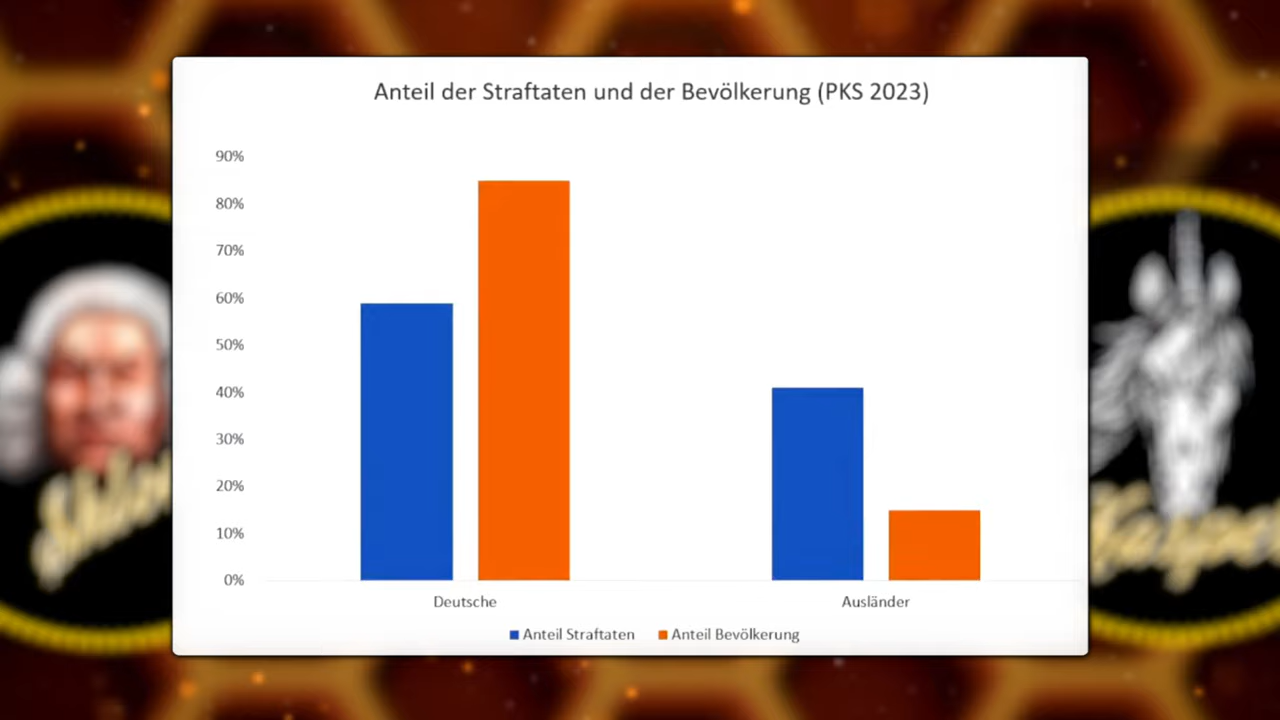 Anteil der Straftaten und der Bevölkerung (PKS 2023)
90%
80%
70%
60%
50%
40%
30%
20%
10%
0%
Deutsche
Ausländer
Anteil Straftaten
Anteil Bevölkerung